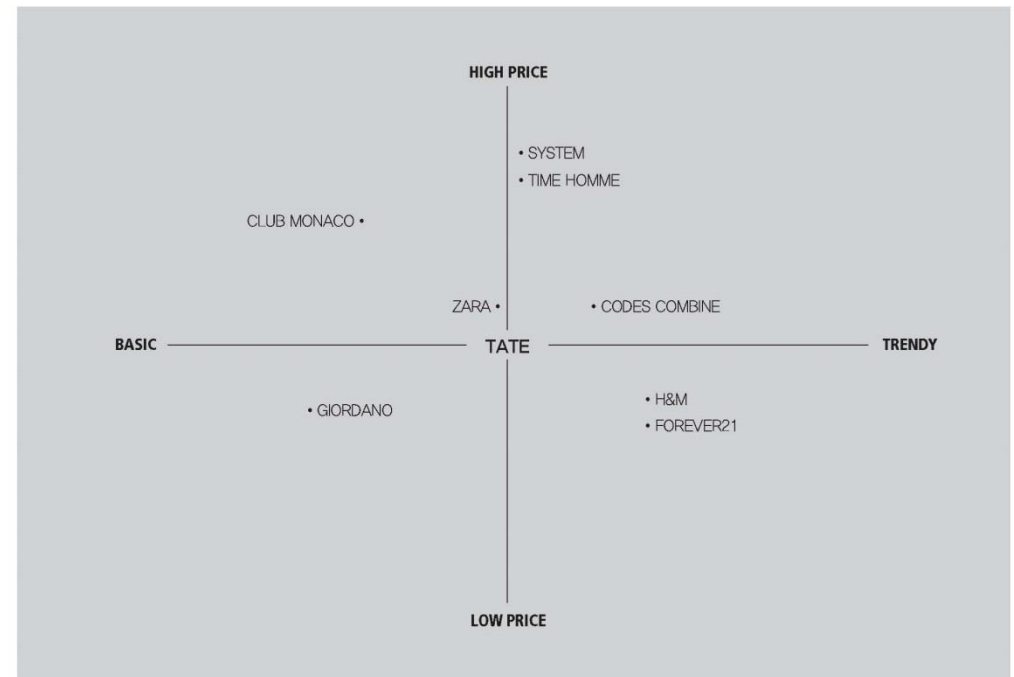 HIGH PRICE
• SYSTEM
• TIME HOMME
CLUB MONACO •
ZARA •
• CODES COMBINE
BASIC
TATE
TRENDY
• H&M
• GIORDANO
• FOREVER21
LOW PRICE